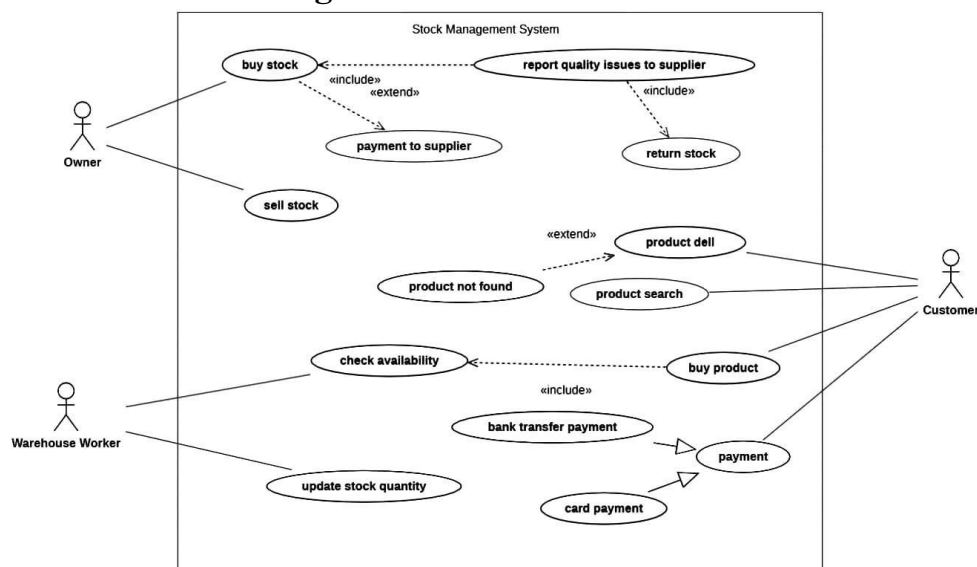 Stock Management System
buy stock
report quality issues to supplier
«include»
«extend»
«include»
payment to supplier
return stock
Owner
sell stock
«extend»
product dell
product not found
product search
Customer
check availability
buy product
«include»
Warehouse Worker
bank transfer payment
payment
update stock quantity
card payment